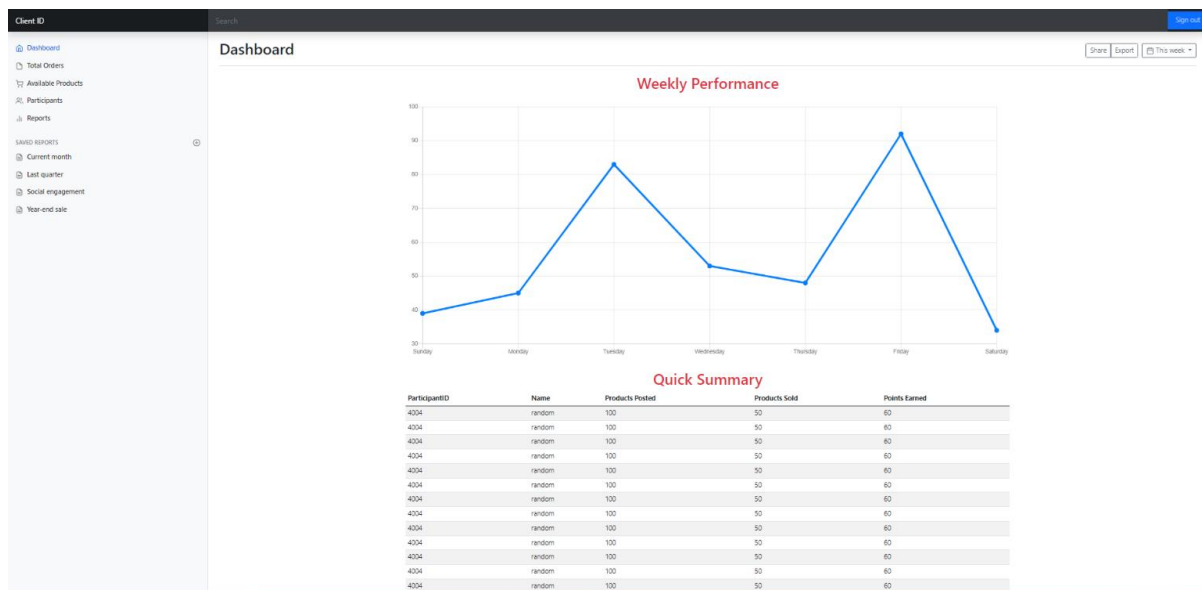 Client ID Search Sign out
Dashboard
Total Orders
Available Products
Participants
Reports
SAVED REPORTS
Current month
Last quarter
Social engagement
Year-end sale
Dashboard
Share Export This week
Weekly Performance
100
90
80
70
60
50
40
30
Sunday Monday Tuesday Wednesday Thursday Friday Saturday
Quick Summary
ParticipantID Name Products Posted Products Sold Points Earned
4004 random 100 50 60
4004 random 100 50 60
4004 random 100 50 60
4004 random 100 50 60
4004 random 100 50 60
4004 random 100 50 60
4004 random 100 50 60
4004 random 100 50 60
4004 random 100 50 60
4004 random 100 50 60
4004 random 100 50 60
4004 random 100 50 60
4004 random 100 50 60